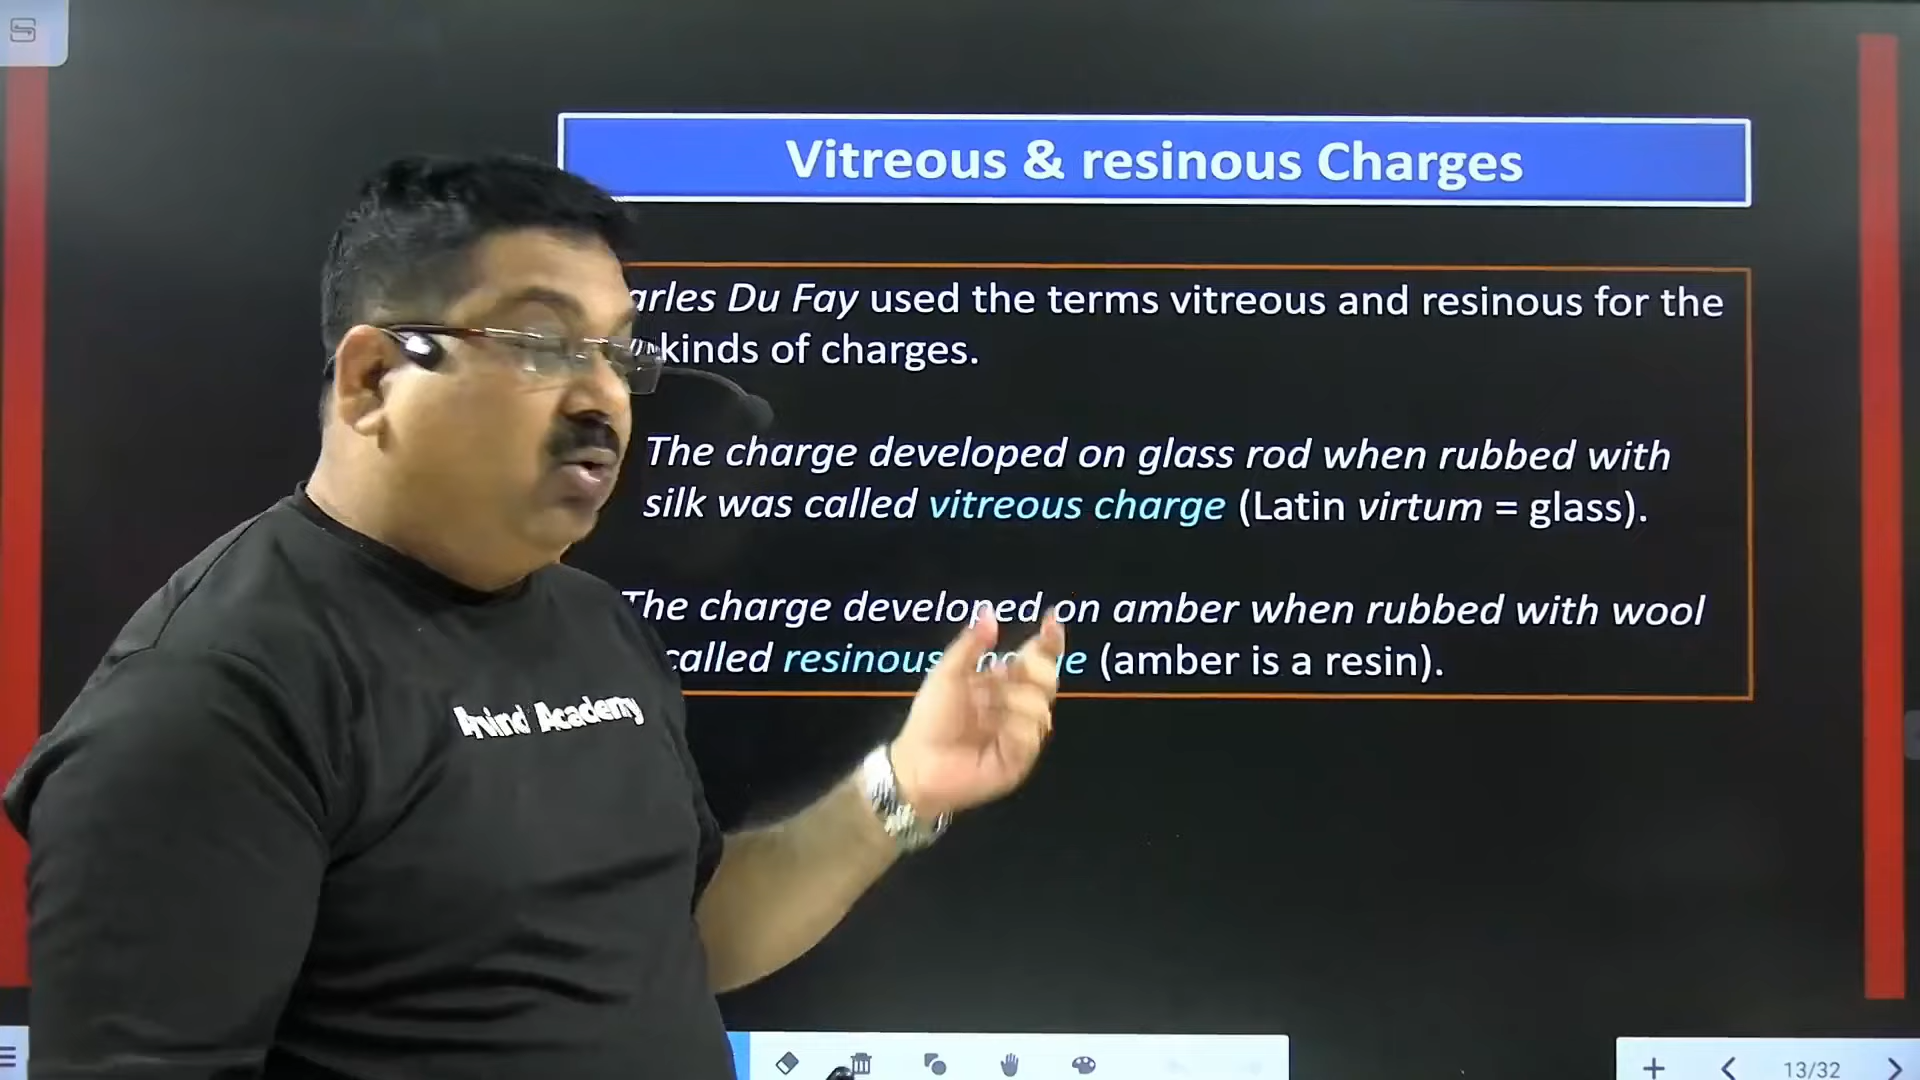 Vitreous & resinous Charges
arles Du Fay used the terms vitreous and resinous for the
kinds of charges.
The charge developed on glass rod when rubbed with
silk was called vitreous charge (Latin virtum = glass).
The charge developed on amber when rubbed with wool
called resinous (amber is a resin).
Academy
13/32